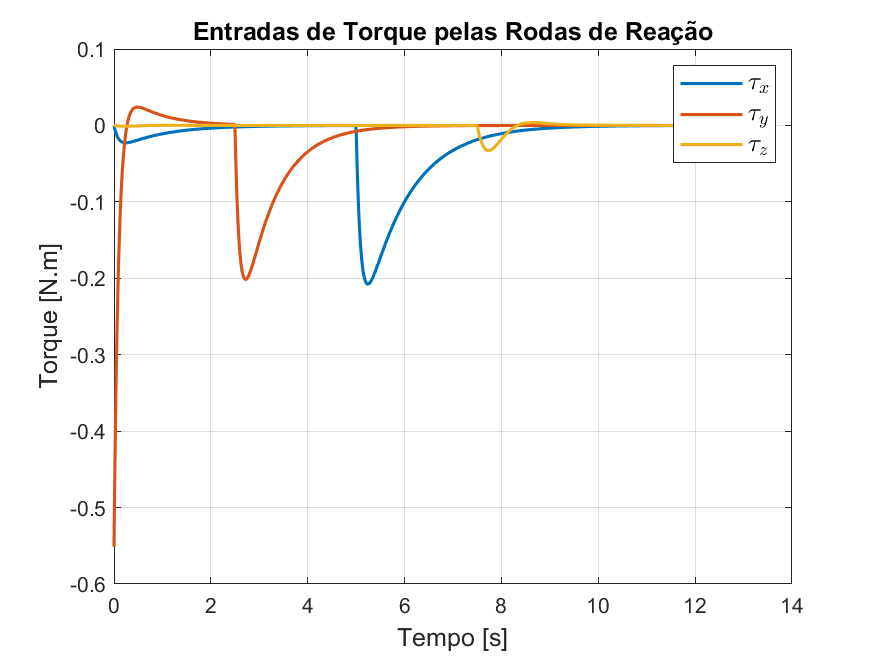 Entradas de Torque pelas Rodas de Reação
0.1
0
-0.1
-0.2
-0.3
-0.4
-0.5
-0.6
Torque [N.m]
0 2 4 6 8 10 12 14
Tempo [s]
τx
τy
τz